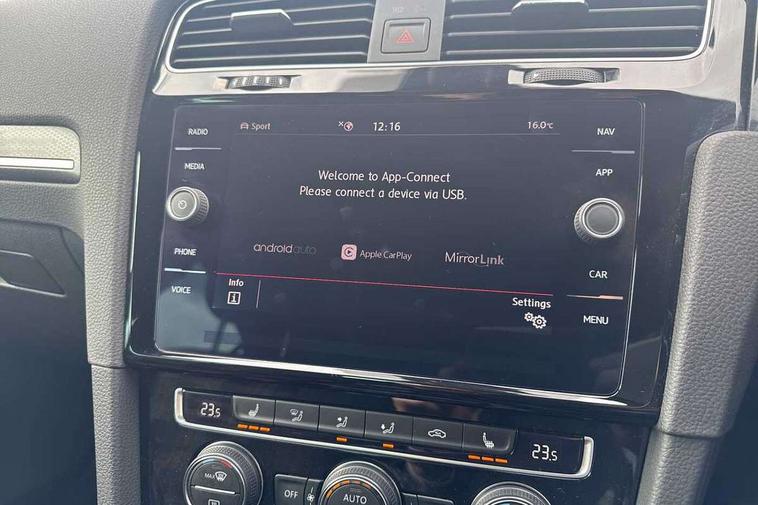 RADIO
MEDIA
PHONE
VOICE
Sport
12:16
16.0°C
Welcome to App-Connect
Please connect a device via USB.
androidauto
Apple CarPlay
MirrorLink
Info
Settings
NAV
APP
CAR
MENU
23.5
23.5
MAX
OFF
AUTO